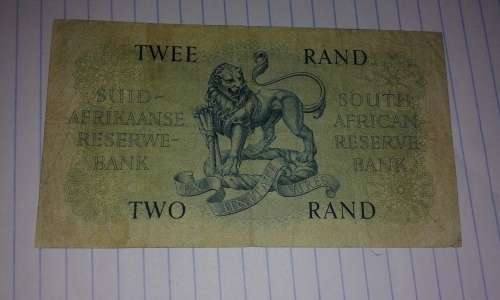 TWEE RAND
SUID-
AFRIKAANSE
RESERWE-
BANK
SOUTH
AFRICAN
RESERVE
BANK
TWO RAND